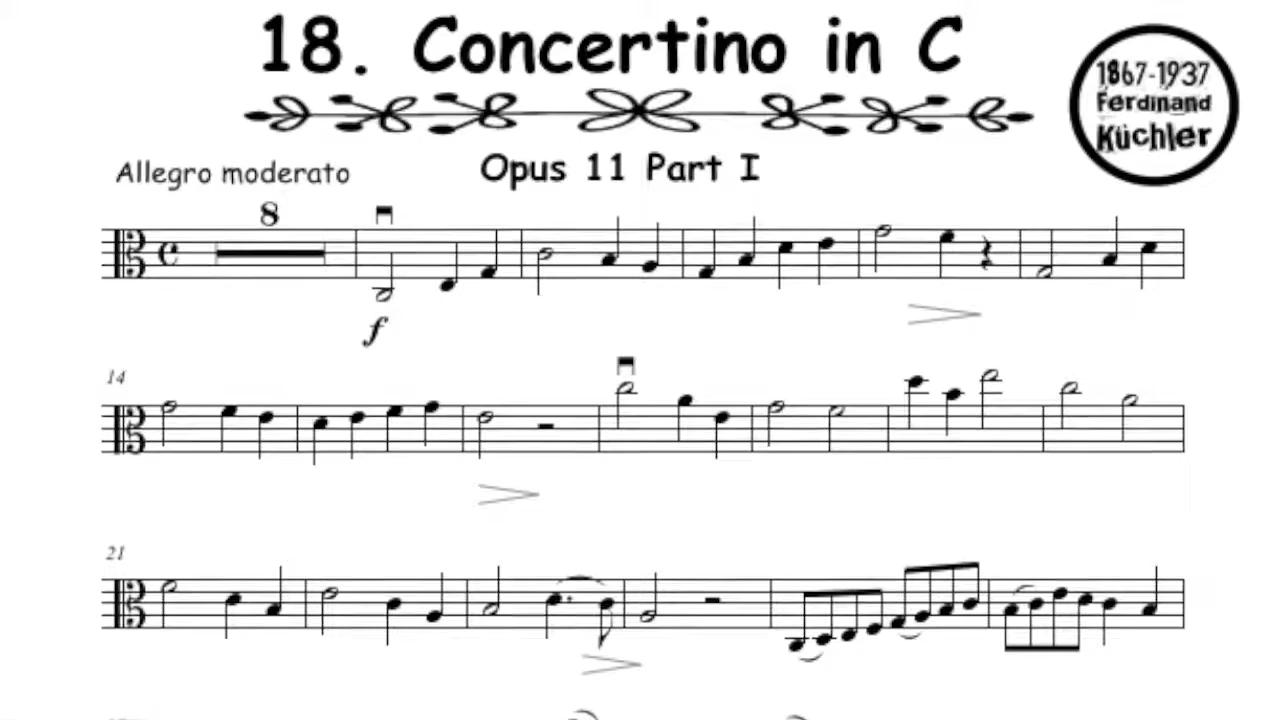 18. Concertino in C
1867-1937
Ferdinand
Küchler
Allegro moderato
Opus 11 Part I
8
f
14
21